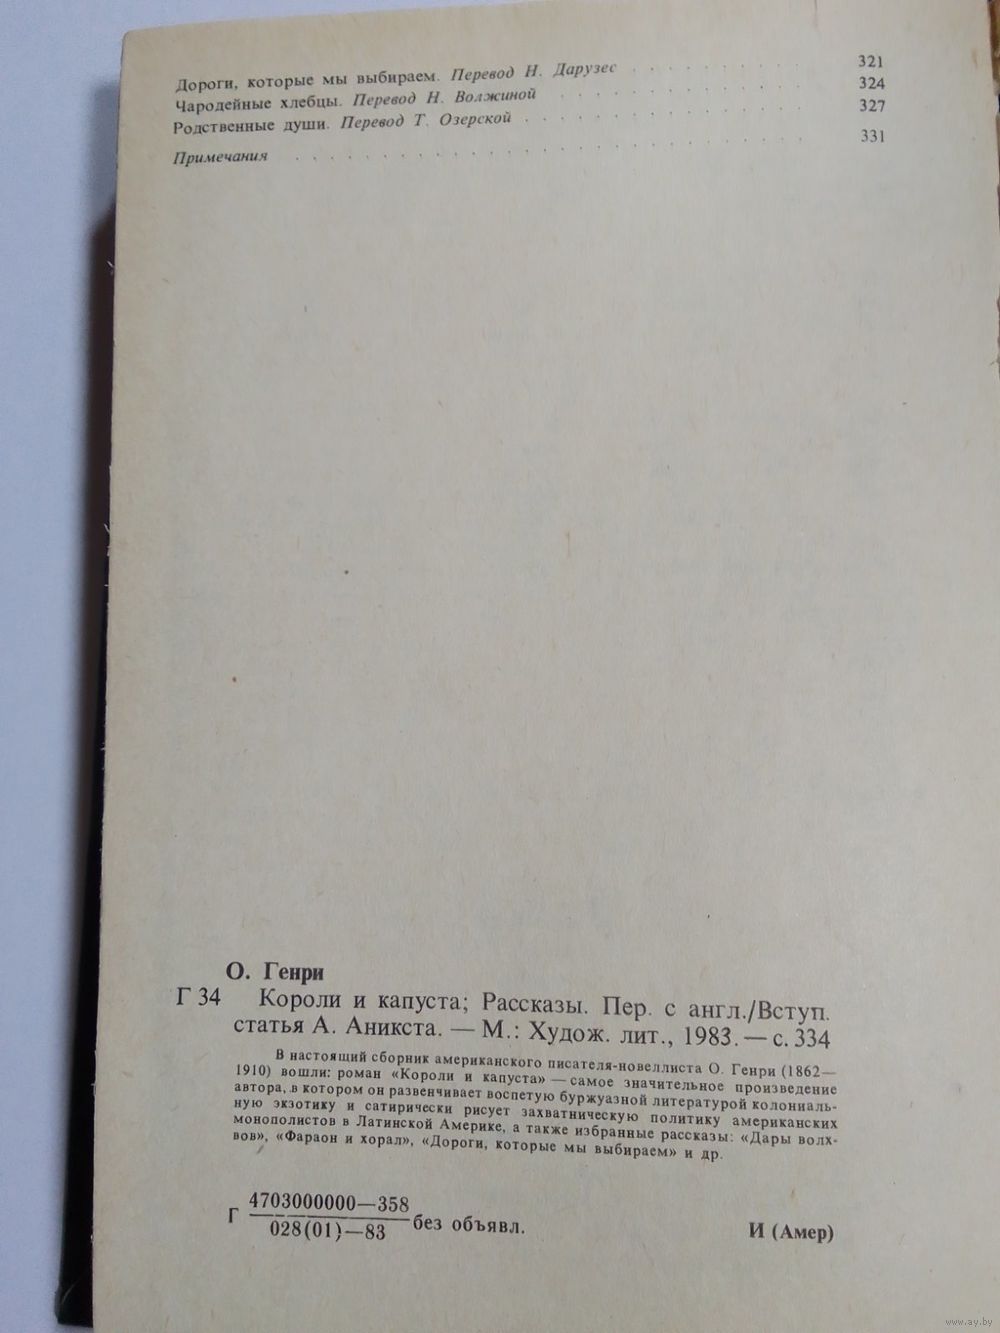 Дороги, которые мы выбираем. Перевод Н. Дарузес . . . . . . . . . 321
Чародейные хлебцы. Перевод Н. Волжиной . . . . . . . . . . . 324
Родственные души. Перевод Т. Озерской . . . . . . . . . . . . 327
Примечания . . . . . . . . . . . . . . . . . . . . . . . 331
О. Генри
Г 34 Короли и капуста; Рассказы. Пер. с англ./Вступ.
статья А. Аникста. — М.: Худож. лит., 1983. — с. 334
В настоящий сборник американского писателя-новеллиста О. Генри (1862—
1910) вошли: роман «Короли и капуста» — самое значительное произведение
автора, в котором он развенчивает воспетую буржуазной литературой колониаль-
ную экзотику и сатирически рисует захватническую политику американских
монополистов в Латинской Америке, а также избранные рассказы: «Дары волх-
вов», «Фараон и хорал», «Дороги, которые мы выбираем» и др.
Г 4703000000—358
028(01)—83 без объявл.
И (Амер)
www.ay.by